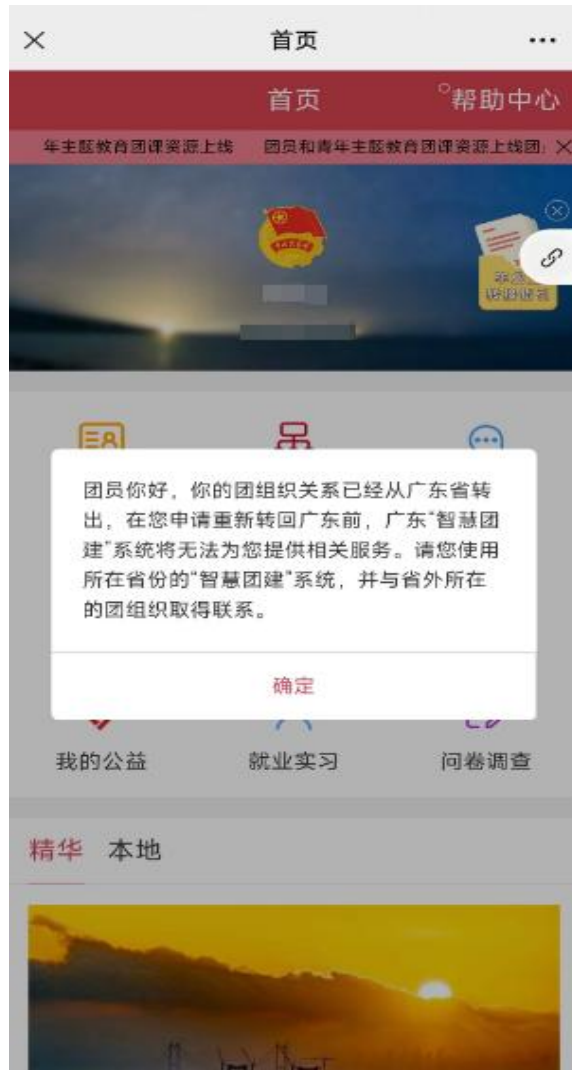 首页
首页
帮助中心
年主题教育团课资源上线 团员和青年主题教育团课资源上线团
团员你好，你的团组织关系已经从广东省转
出，在您申请重新转回广东前，广东“智慧团
建”系统将无法为您提供相关服务。请您使用
所在省份的“智慧团建”系统，并与省外所在
的团组织取得联系。
确定
我的公益 就业实习 问卷调查
精华 本地